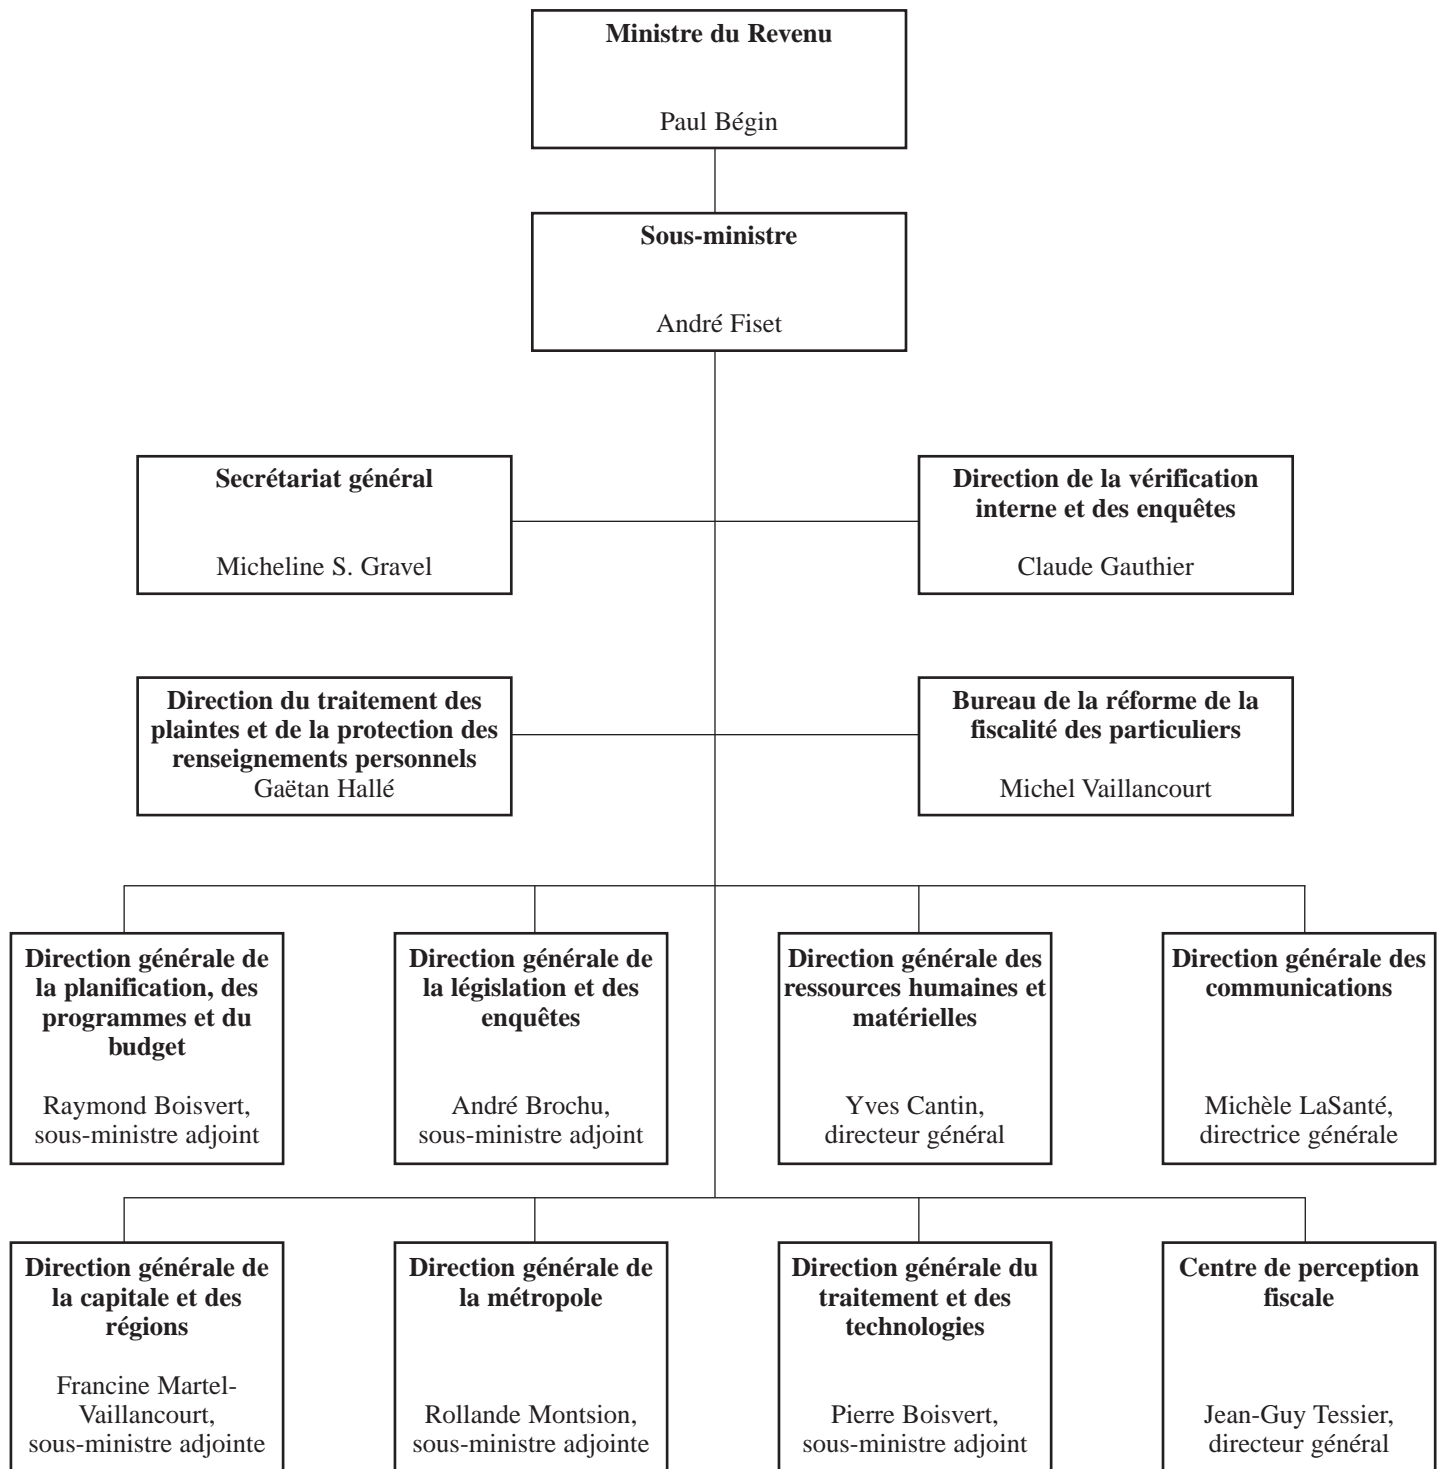 Ministre du Revenu
Paul Bégin
Sous-ministre
André Fiset
Secrétariat général
Micheline S. Gravel
Direction de la vérification
interne et des enquêtes
Claude Gauthier
Direction du traitement des
plaintes et de la protection des
renseignements personnels
Gaëtan Hallé
Bureau de la réforme de la
fiscalité des particuliers
Michel Vaillancourt
Direction générale de
la planification, des
programmes et du
budget
Raymond Boisvert,
sous-ministre adjoint
Direction générale de
la législation et des
enquêtes
André Brochu,
sous-ministre adjoint
Direction générale des
ressources humaines et
matérielles
Yves Cantin,
directeur général
Direction générale des
communications
Michèle LaSanté,
directrice générale
Direction générale de
la capitale et des
régions
Francine Martel-
Vaillancourt,
sous-ministre adjointe
Direction générale de
la métropole
Rollande Montsion,
sous-ministre adjointe
Direction générale du
traitement et des
technologies
Pierre Boisvert,
sous-ministre adjoint
Centre de perception
fiscale
Jean-Guy Tessier,
directeur général